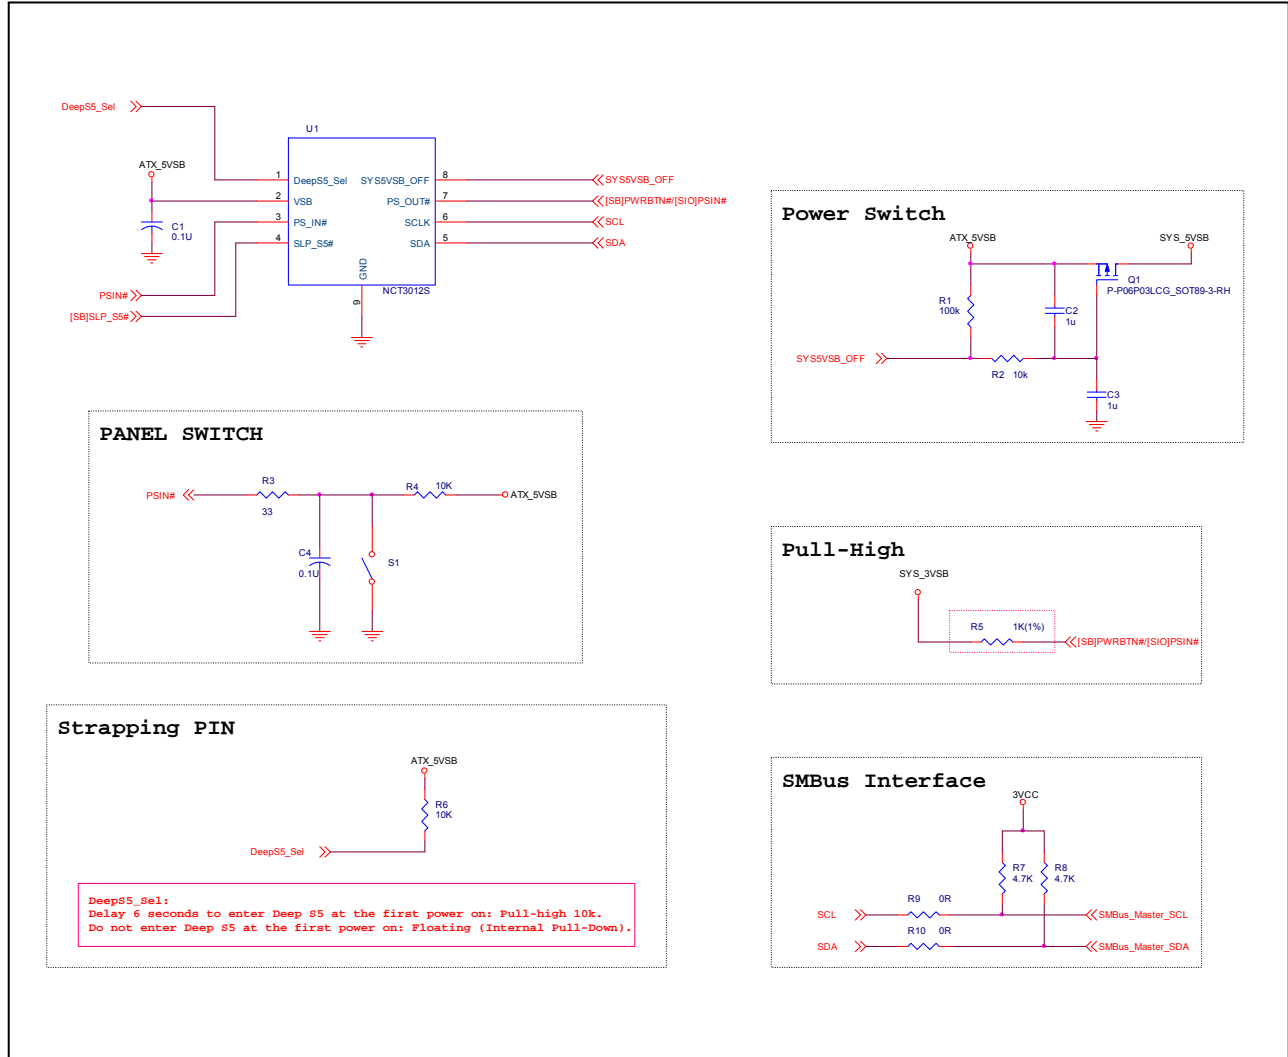 DeepS5_Sel
U1
ATX_5VSB
1 DeepS5_Sel SYS5VSB_OFF 8 SYS5VSB_OFF
2 VSB PS_OUT# 7 [SB]PWRBTN#/[SIO]PSIN#
3 PS_IN# SCLK 6 SCL
4 SLP_S5# SDA 5 SDA
C1
0.1U
GND
9
NCT3012S
PSIN#
[SB]SLP_S5#
Power Switch
ATX_5VSB SYS_5VSB
Q1
P-P06P03LCG_SOT89-3-RH
R1
100k
C2
1u
SYS5VSB_OFF
R2 10k
C3
1u
PANEL SWITCH
R3
33
R4 10K
PSIN#
ATX_5VSB
C4
0.1U
S1
Pull-High
SYS_3VSB
R5 1K(1%)
[SB]PWRBTN#/[SIO]PSIN#
Strapping PIN
ATX_5VSB
R6
10K
DeepS5_Sel
DeepS5_Sel:
Delay 6 seconds to enter Deep S5 at the first power on: Pull-high 10k.
Do not enter Deep S5 at the first power on: Floating (Internal Pull-Down).
SMBus Interface
3VCC
R7
4.7K
R8
4.7K
R9 0R
SCL SMBus_Master_SCL
R10 0R
SDA SMBus_Master_SDA